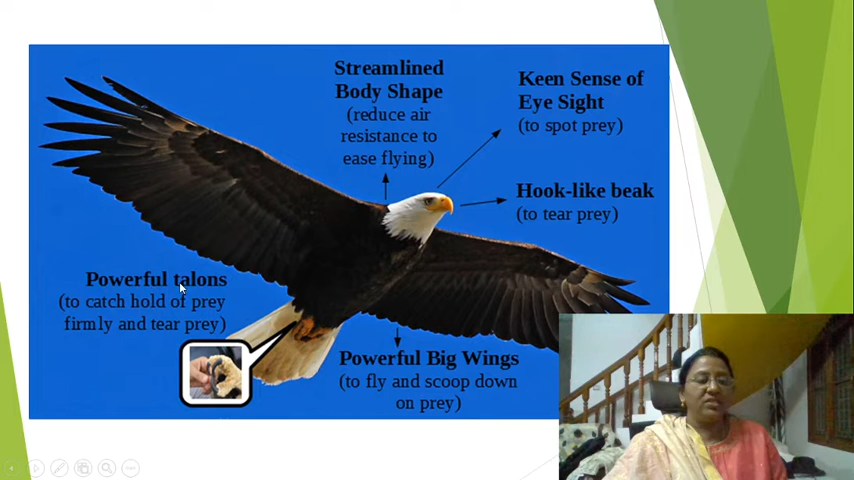 Streamlined
Body Shape
(reduce air
resistance to
ease flying)
Keen Sense of
Eye Sight
(to spot prey)
Hook-like beak
(to tear prey)
Powerful talons
(to catch hold of prey
firmly and tear prey)
Powerful Big Wings
(to fly and scoop down
on prey)